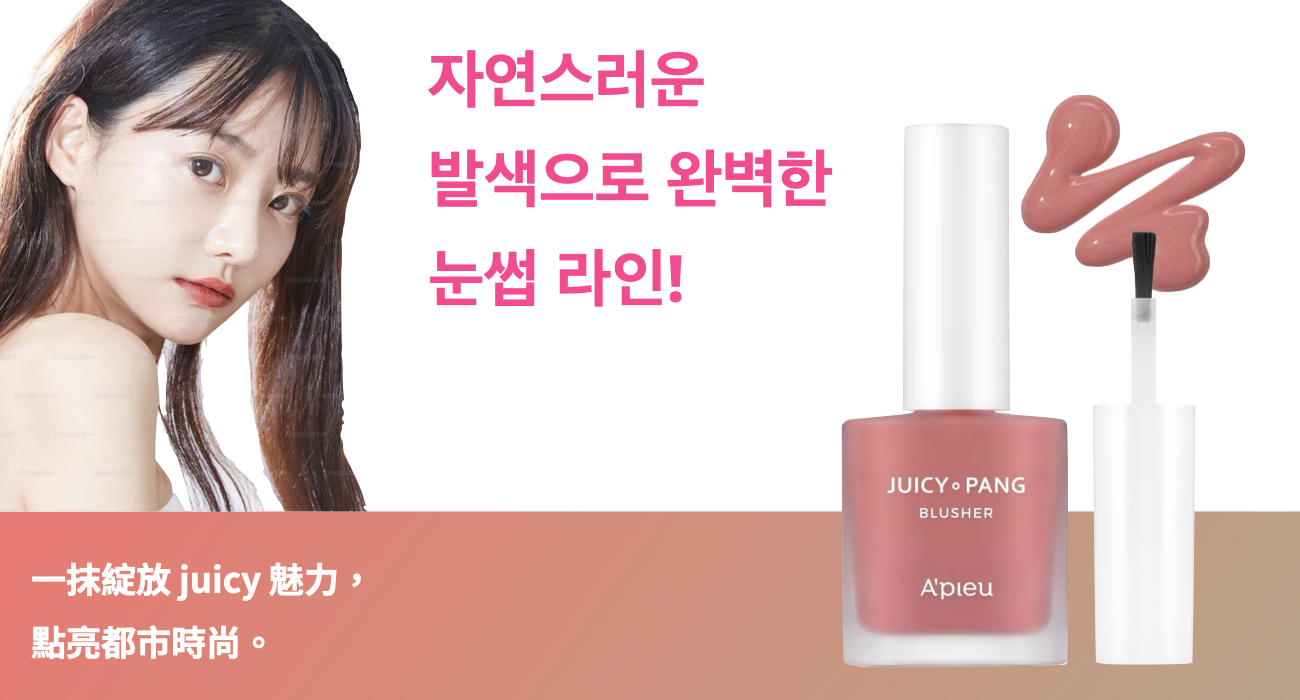 자연스러운
발색으로 완벽한
눈썹 라인!
JUICY PANG
BLUSHER
A'pieu
一抹綻放 juicy 魅力，
點亮都市時尚。